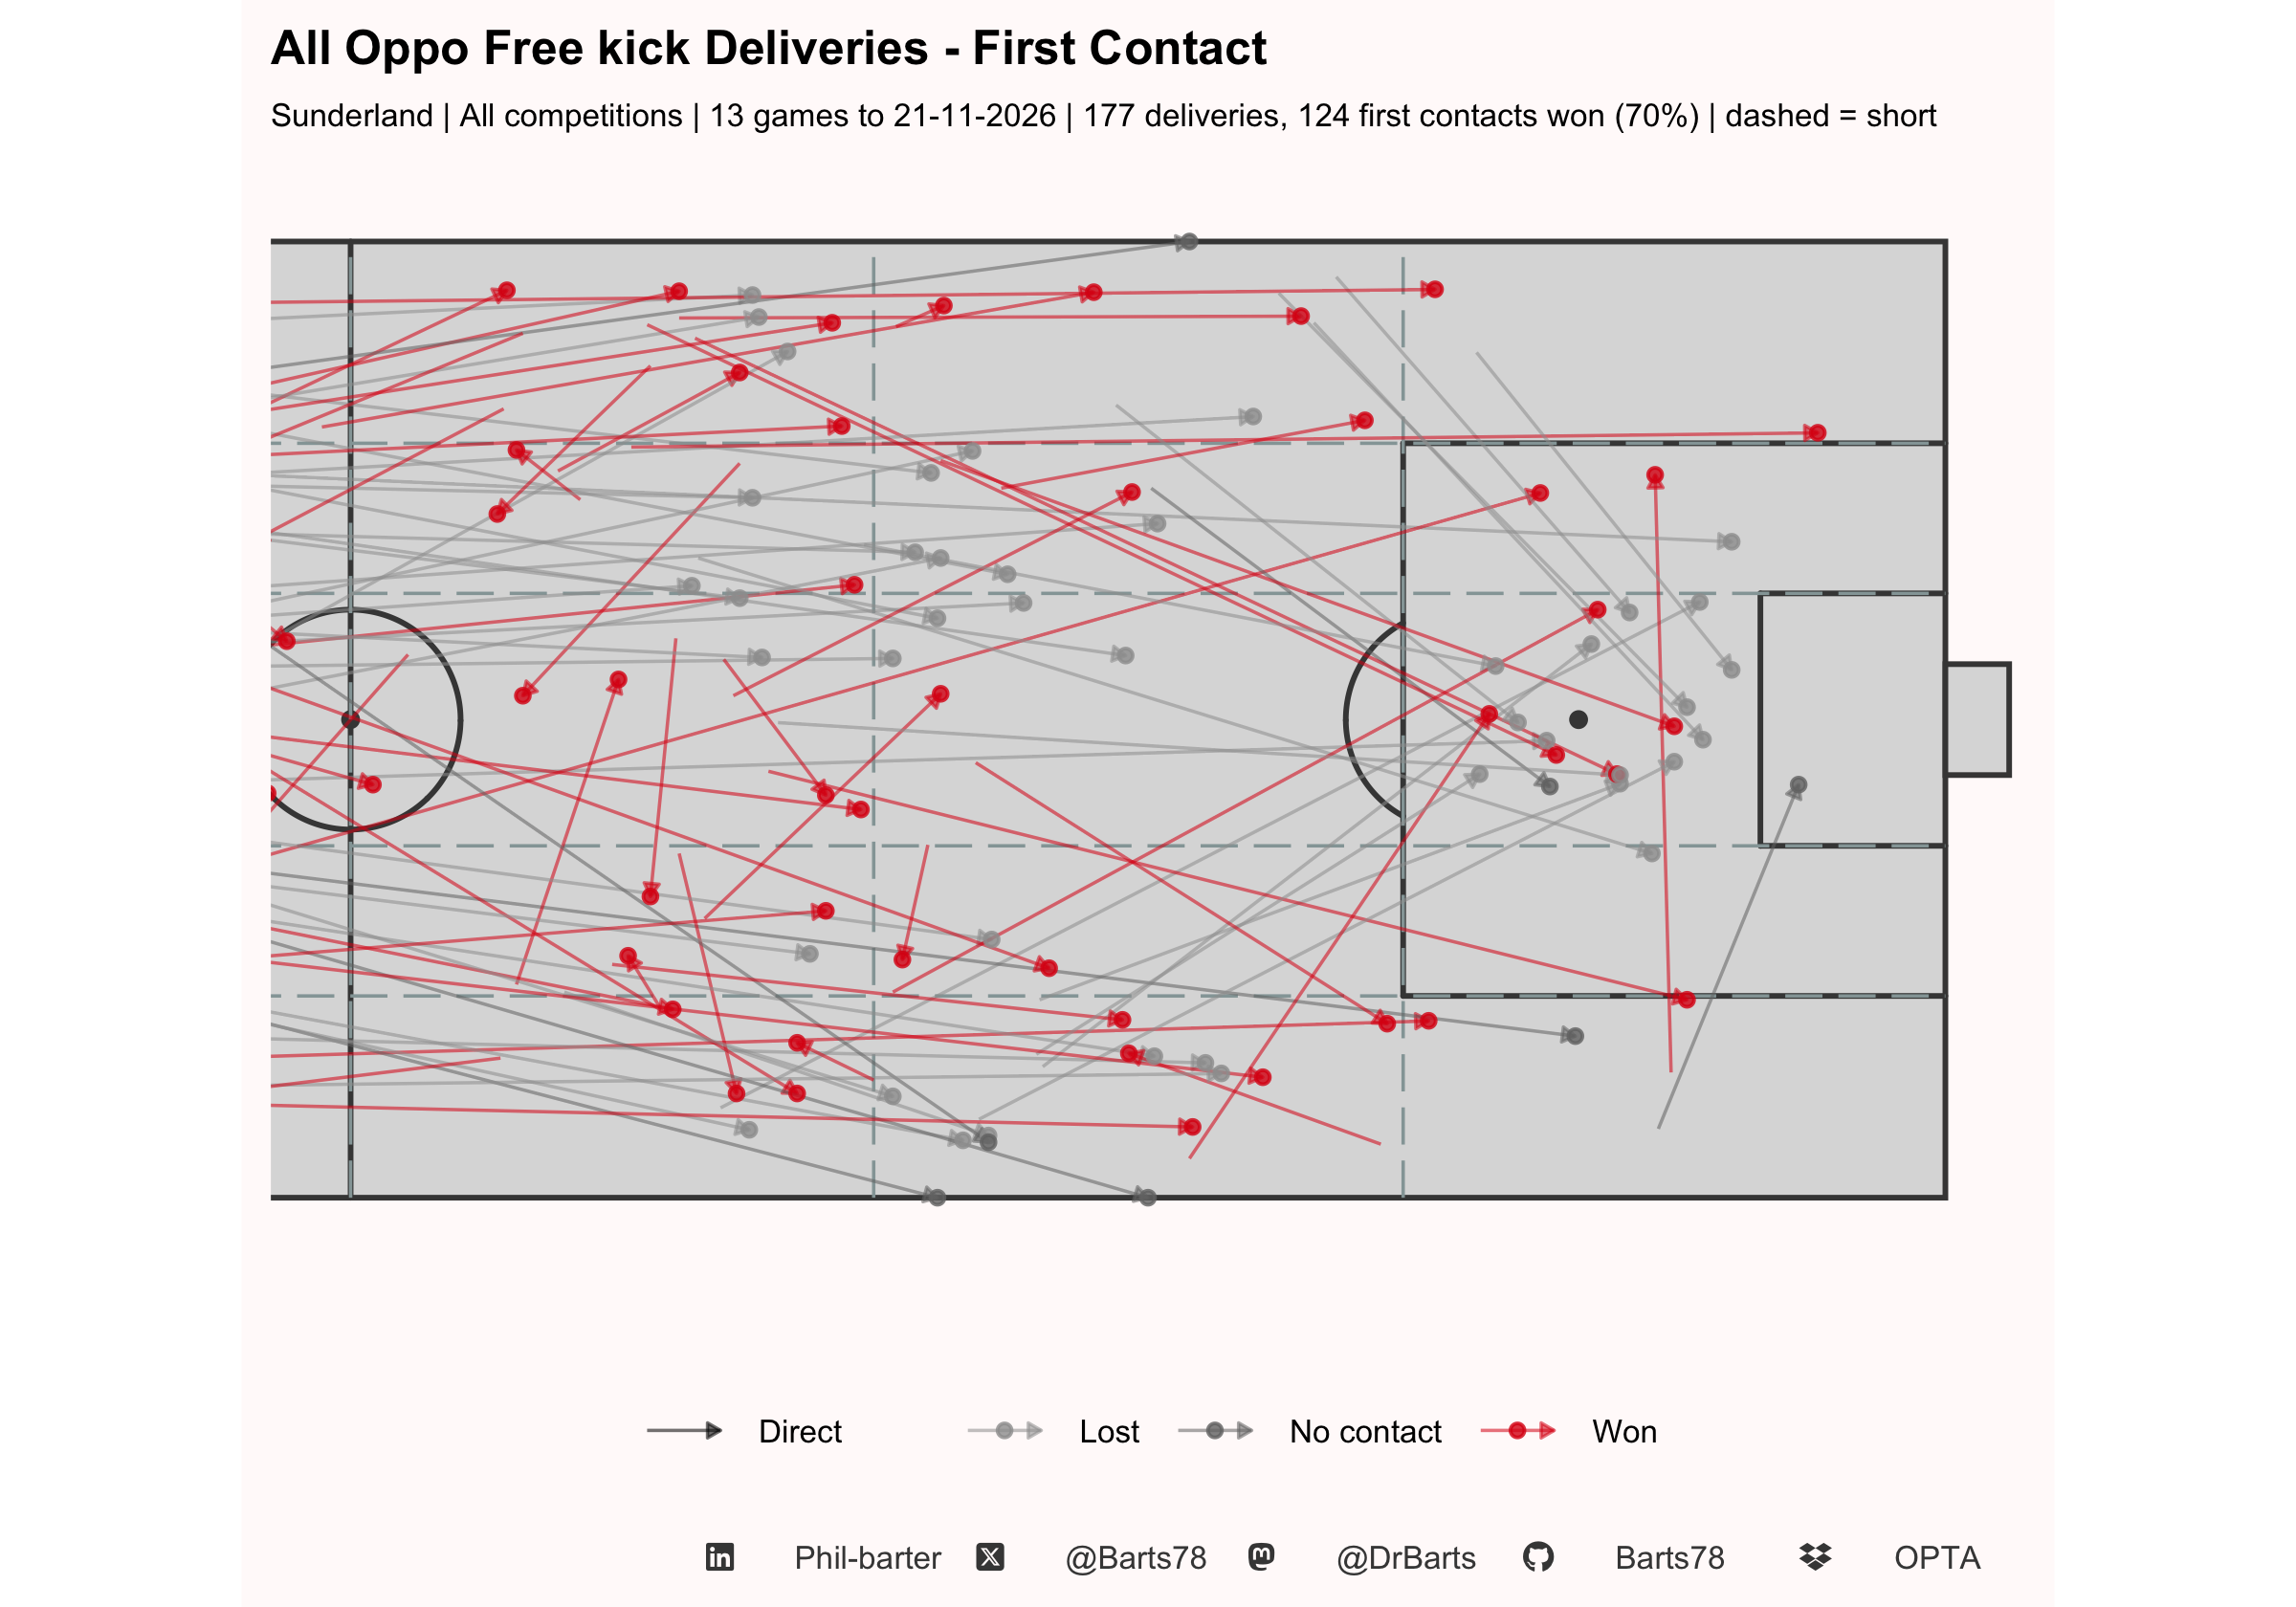 All Oppo Free kick Deliveries - First Contact
Sunderland | All competitions | 13 games to 21-11-2026 | 177 deliveries, 124 first contacts won (70%) | dashed = short
Direct Lost No contact Won
Phil-barter @Barts78 @DrBarts Barts78 OPTA